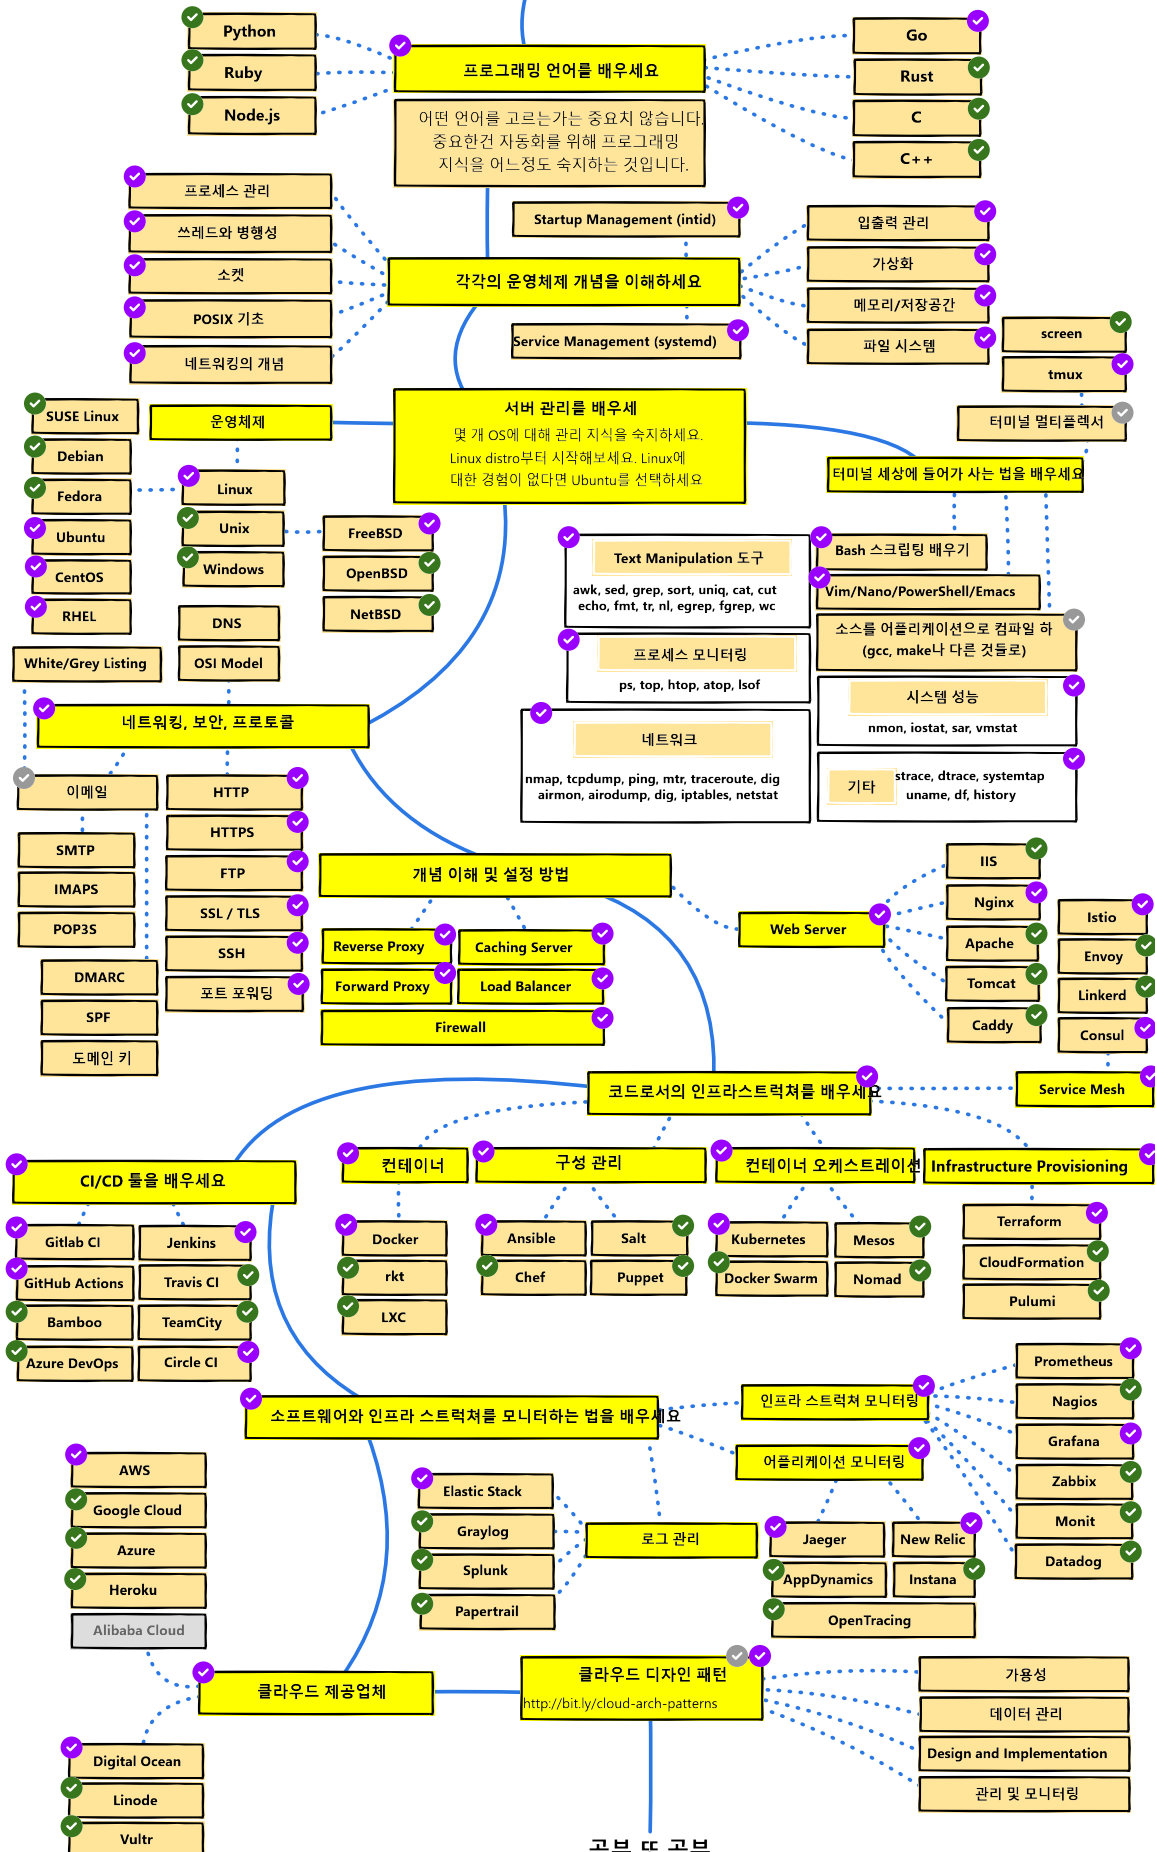 Python
Ruby
Node.js
프로그래밍 언어를 배우세요
어떤 언어를 고르는가는 중요치 않습니다.
중요한건 자동화를 위해 프로그래밍
지식을 어느정도 숙지하는 것입니다.
Go
Rust
C
C++
프로세스 관리
쓰레드와 병행성
소켓
POSIX 기초
네트워킹의 개념
Startup Management (intid)
각각의 운영체제 개념을 이해하세요
Service Management (systemd)
입출력 관리
가상화
메모리/저장공간
파일 시스템
screen
tmux
터미널 멀티플렉서
터미널 세상에 들어가 사는 법을 배우세요
서버 관리를 배우세
몇 개 OS에 대해 관리 지식을 숙지하세요.
Linux distro부터 시작해보세요. Linux에
대한 경험이 없다면 Ubuntu를 선택하세요
운영체제
SUSE Linux
Debian
Fedora
Ubuntu
CentOS
RHEL
Linux
Unix
Windows
FreeBSD
OpenBSD
NetBSD
DNS
OSI Model
White/Grey Listing
네트워킹, 보안, 프로토콜
Text Manipulation 도구
awk, sed, grep, sort, uniq, cat, cut
echo, fmt, tr, nl, egrep, fgrep, wc
프로세스 모니터링
ps, top, htop, atop, lsof
네트워크
nmap, tcpdump, ping, mtr, traceroute, dig
airmon, airodump, dig, iptables, netstat
Bash 스크립팅 배우기
Vim/Nano/PowerShell/Emacs
소스를 어플리케이션으로 컴파일 하
(gcc, make나 다른 것들로)
시스템 성능
nmon, iostat, sar, vmstat
기타
strace, dtrace, systemtap
uname, df, history
이메일
SMTP
IMAPS
POP3S
DMARC
SPF
도메인 키
HTTP
HTTPS
FTP
SSL / TLS
SSH
포트 포워딩
개념 이해 및 설정 방법
Reverse Proxy
Caching Server
Forward Proxy
Load Balancer
Firewall
Web Server
IIS
Nginx
Apache
Tomcat
Caddy
Istio
Envoy
Linkerd
Consul
Service Mesh
코드로서의 인프라스트럭쳐를 배우세요
컨테이너
Docker
rkt
LXC
구성 관리
Ansible
Salt
Chef
Puppet
컨테이너 오케스트레이션
Kubernetes
Mesos
Docker Swarm
Nomad
Infrastructure Provisioning
Terraform
CloudFormation
Pulumi
CI/CD 툴을 배우세요
Gitlab CI
Jenkins
GitHub Actions
Travis CI
Bamboo
TeamCity
Azure DevOps
Circle CI
소프트웨어와 인프라 스트럭쳐를 모니터하는 법을 배우세요
인프라 스트럭쳐 모니터링
Prometheus
Nagios
Grafana
Zabbix
Monit
Datadog
어플리케이션 모니터링
Jaeger
New Relic
AppDynamics
Instana
OpenTracing
로그 관리
Elastic Stack
Graylog
Splunk
Papertrail
AWS
Google Cloud
Azure
Heroku
Alibaba Cloud
클라우드 제공업체
Digital Ocean
Linode
Vultr
클라우드 디자인 패턴
http://bit.ly/cloud-arch-patterns
가용성
데이터 관리
Design and Implementation
관리 및 모니터링